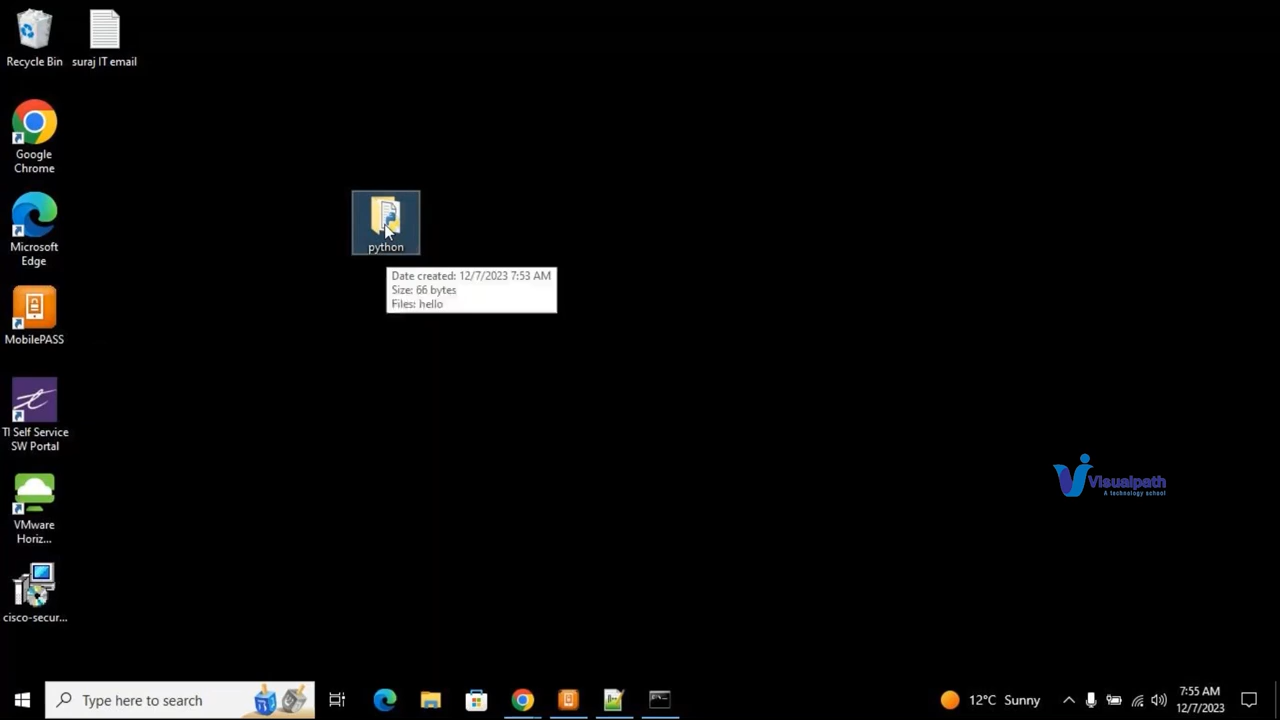 Recycle Bin
suraj IT email
Google
Chrome
Microsoft
Edge
MobilePASS
TI Self Service
SW Portal
VMware
Horiz...
cisco-secur...
python
Date created: 12/7/2023 7:53 AM
Size: 66 bytes
Files: hello
Visualpath
A technology school
Type here to search
12°C Sunny
7:55 AM
12/7/2023